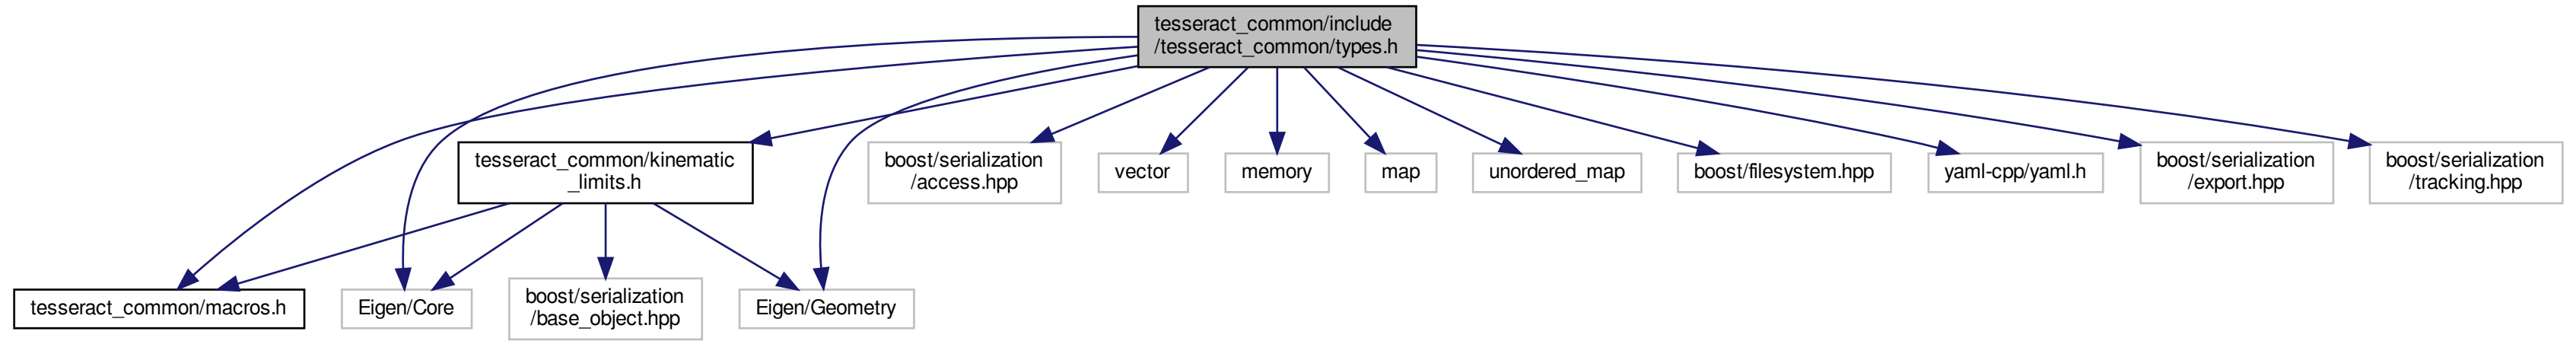 tesseract_common/include
/tesseract_common/types.h
tesseract_common/kinematic
_limits.h
boost/serialization
/access.hpp
vector
memory
map
unordered_map
boost/filesystem.hpp
yaml-cpp/yaml.h
boost/serialization
/export.hpp
boost/serialization
/tracking.hpp
tesseract_common/macros.h
Eigen/Core
boost/serialization
/base_object.hpp
Eigen/Geometry